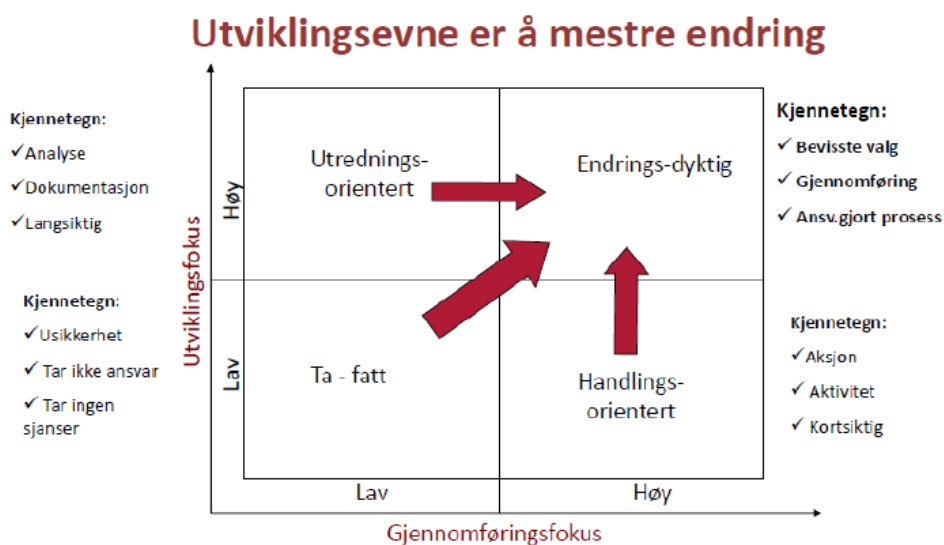 Utviklingsevne er å mestre endring
Kjennetegn:
✓Analyse
✓Dokumentasjon
✓Langsiktig
Kjennetegn:
✓ Usikkerhet
✓ Tar ikke ansvar
✓ Tar ingen
sjanser
Utviklingsfokus
Høy
Lav
Utrednings-
orientert
Endrings-dyktig
Ta - fatt
Handlings-
orientert
Lav
Høy
Gjennomføringsfokus
Kjennetegn:
✓ Bevisste valg
✓ Gjennomføring
✓ Ansv.gjort prosess
Kjennetegn:
✓Aksjon
✓ Aktivitet
✓ Kortsiktig